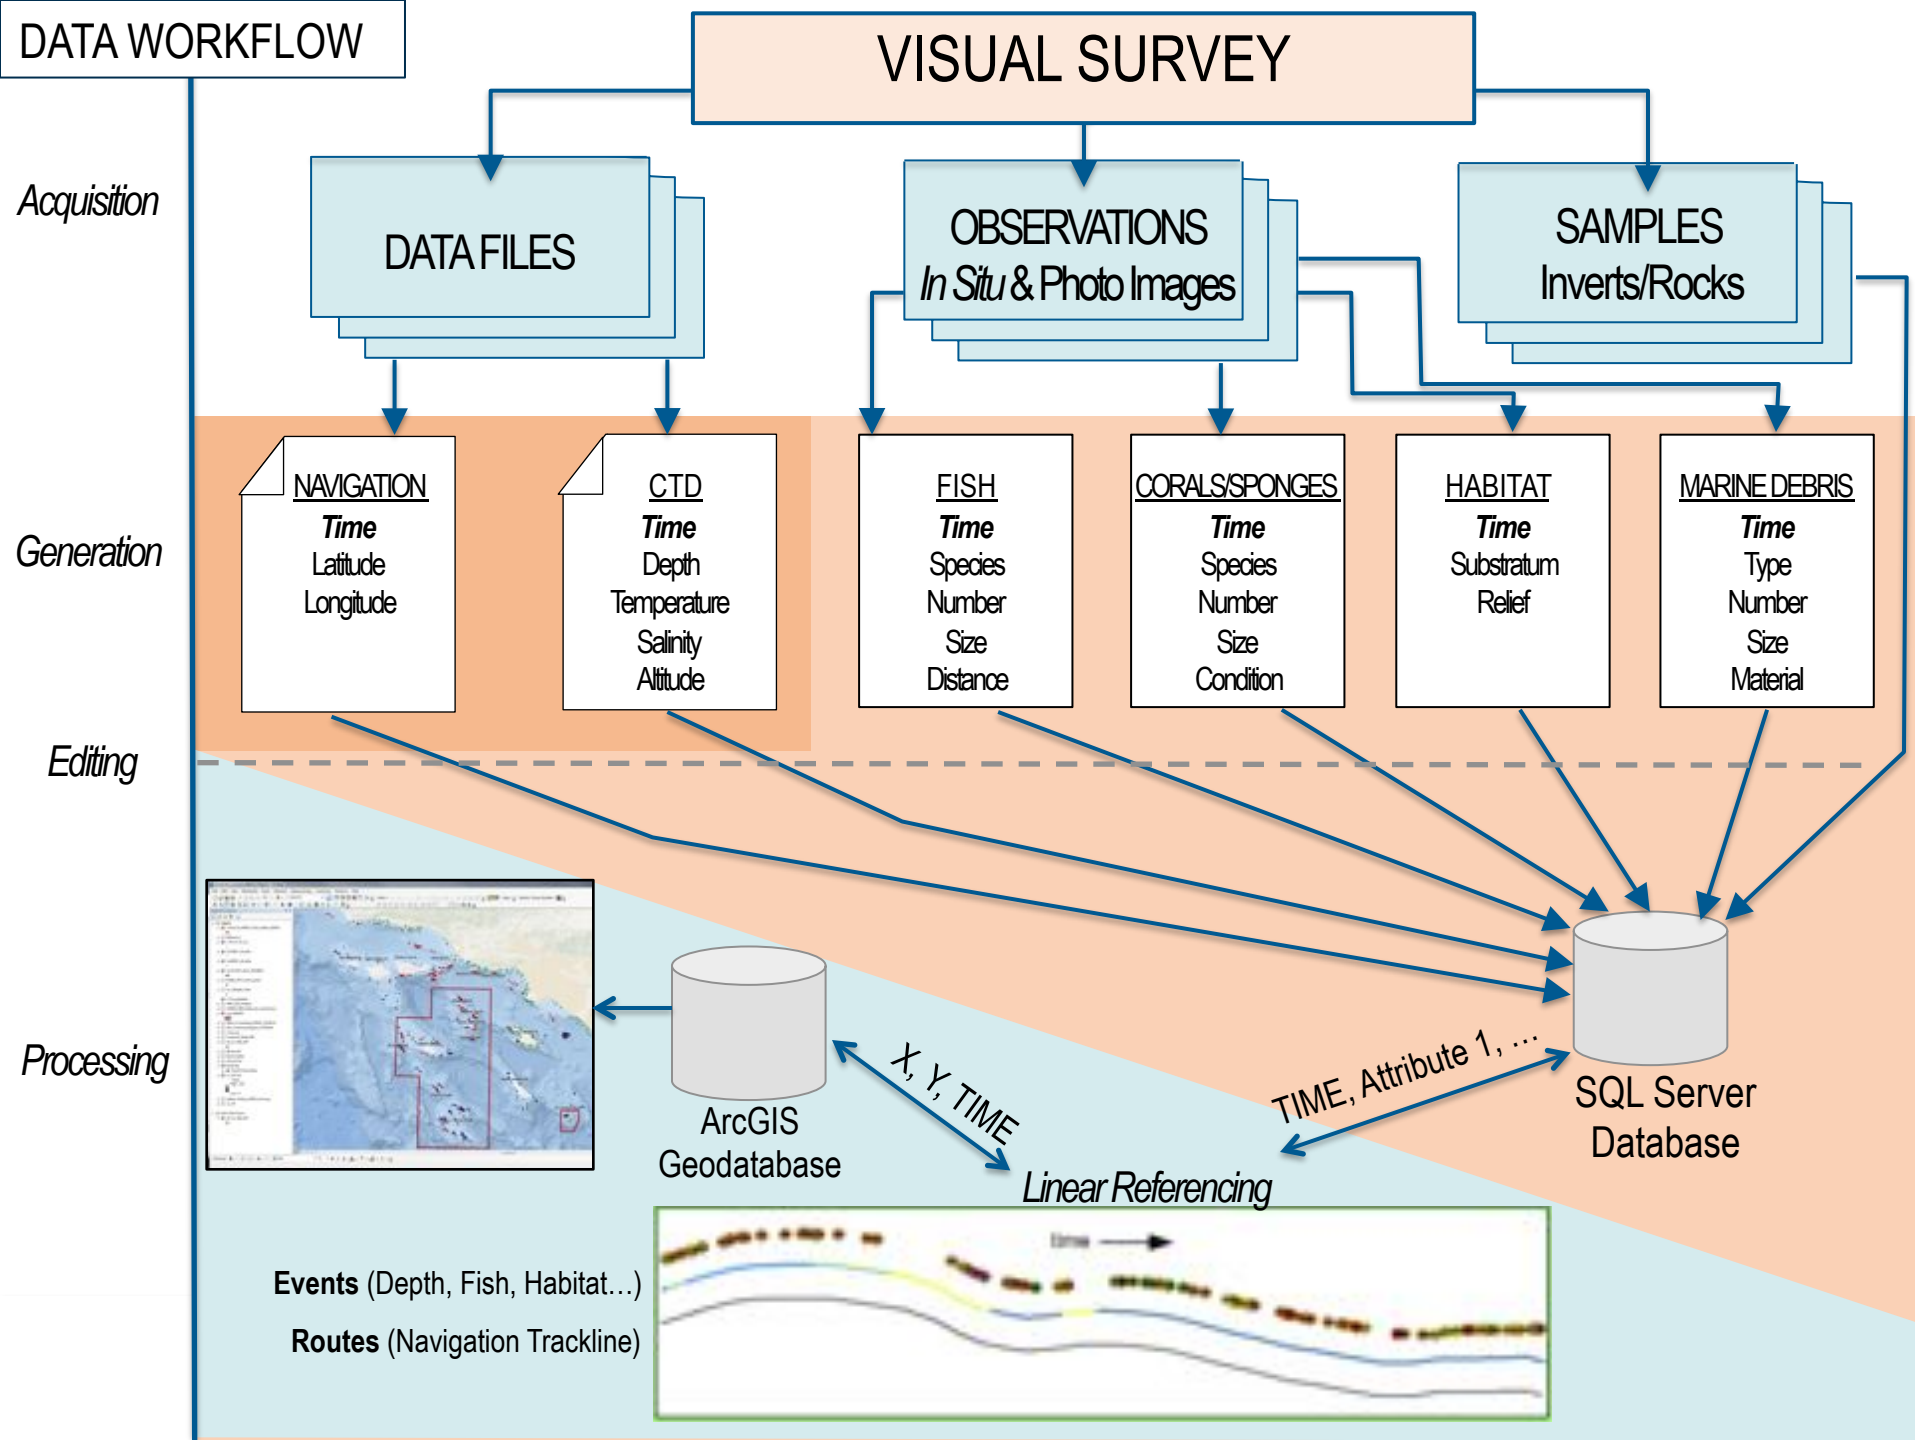 DATA WORKFLOW
VISUAL SURVEY
Acquisition
DATA FILES
OBSERVATIONS
In Situ & Photo Images
SAMPLES
Inverts/Rocks
Generation
NAVIGATION
Time
Latitude
Longitude
CTD
Time
Depth
Temperature
Salinity
Altitude
FISH
Time
Species
Number
Size
Distance
CORALS/SPONGES
Time
Species
Number
Size
Condition
HABITAT
Time
Substratum
Relief
MARINE DEBRIS
Time
Type
Number
Size
Material
Editing
Processing
ArcGIS
Geodatabase
X, Y, TIME
TIME, Attribute 1, …
SQL Server
Database
Linear Referencing
time
Events (Depth, Fish, Habitat…)
Routes (Navigation Trackline)